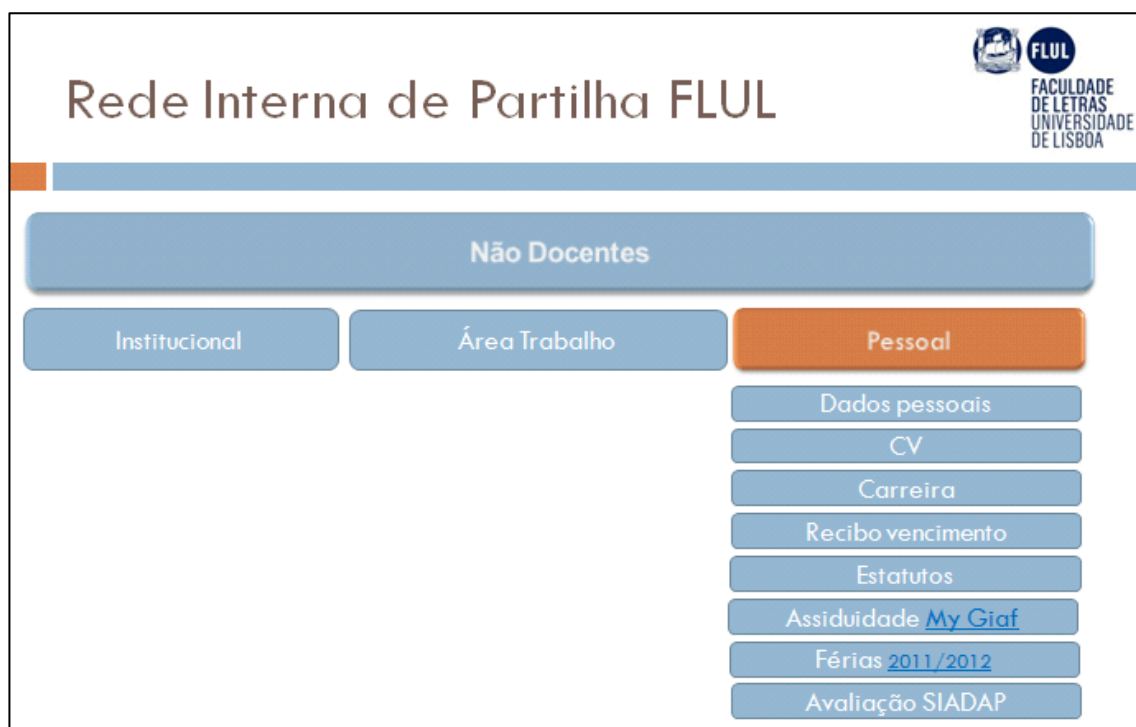 Rede Interna de Partilha FLUL
FLUL
FACULDADE
DE LETRAS
UNIVERSIDADE
DE LISBOA
Não Docentes
Institucional
Área Trabalho
Pessoal
Dados pessoais
CV
Carreira
Recibo vencimento
Estatutos
Assiduidade My Giaf
Férias 2011/2012
Avaliação SIADAP